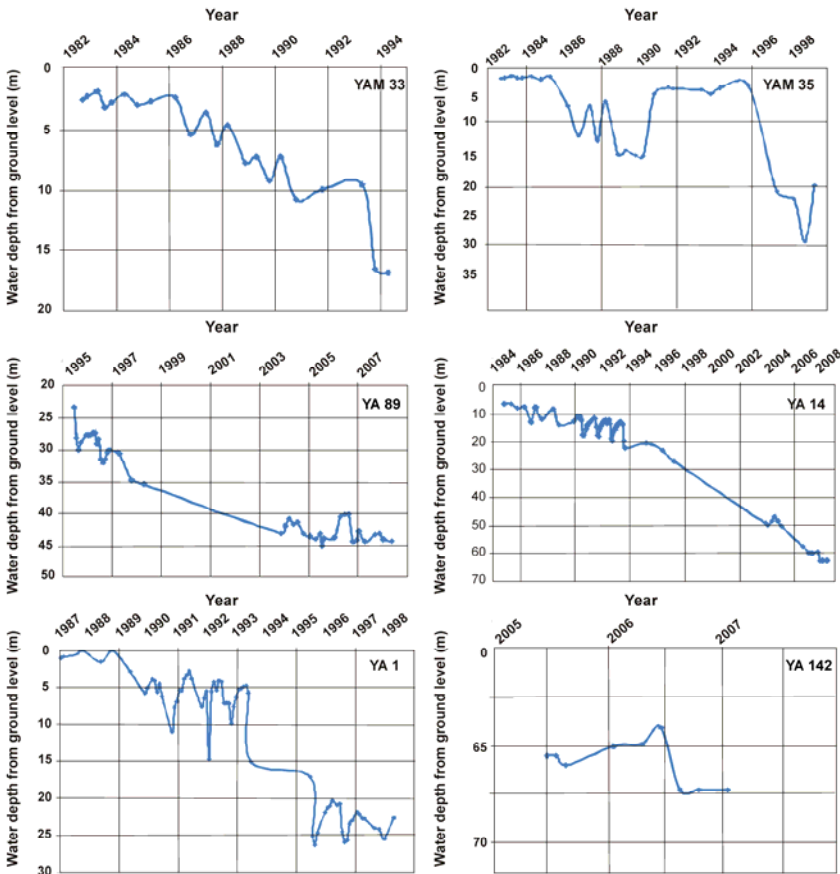 Year
1982 1984 1986 1988 1990 1992 1994
Water depth from ground level (m)
0
5
10
15
20
YAM 33
Year
1982 1984 1986 1988 1990 1992 1994 1996 1998
Water depth from ground level (m)
0
5
10
15
20
30
35
YAM 35
Year
1995 1997 1999 2001 2003 2005 2007
Water depth from ground level (m)
20
25
30
35
40
45
50
YA 89
Year
1984 1986 1988 1990 1992 1994 1996 1998 2000 2002 2004 2006 2008
Water depth from ground level (m)
0
10
20
30
40
50
60
70
YA 14
Year
1987 1988 1989 1990 1991 1992 1993 1995 1996 1997 1998
Water depth from ground level (m)
0
5
10
15
20
25
30
YA 1
Year
2005 2006 2007
Water depth from ground level (m)
0
65
70
YA 142